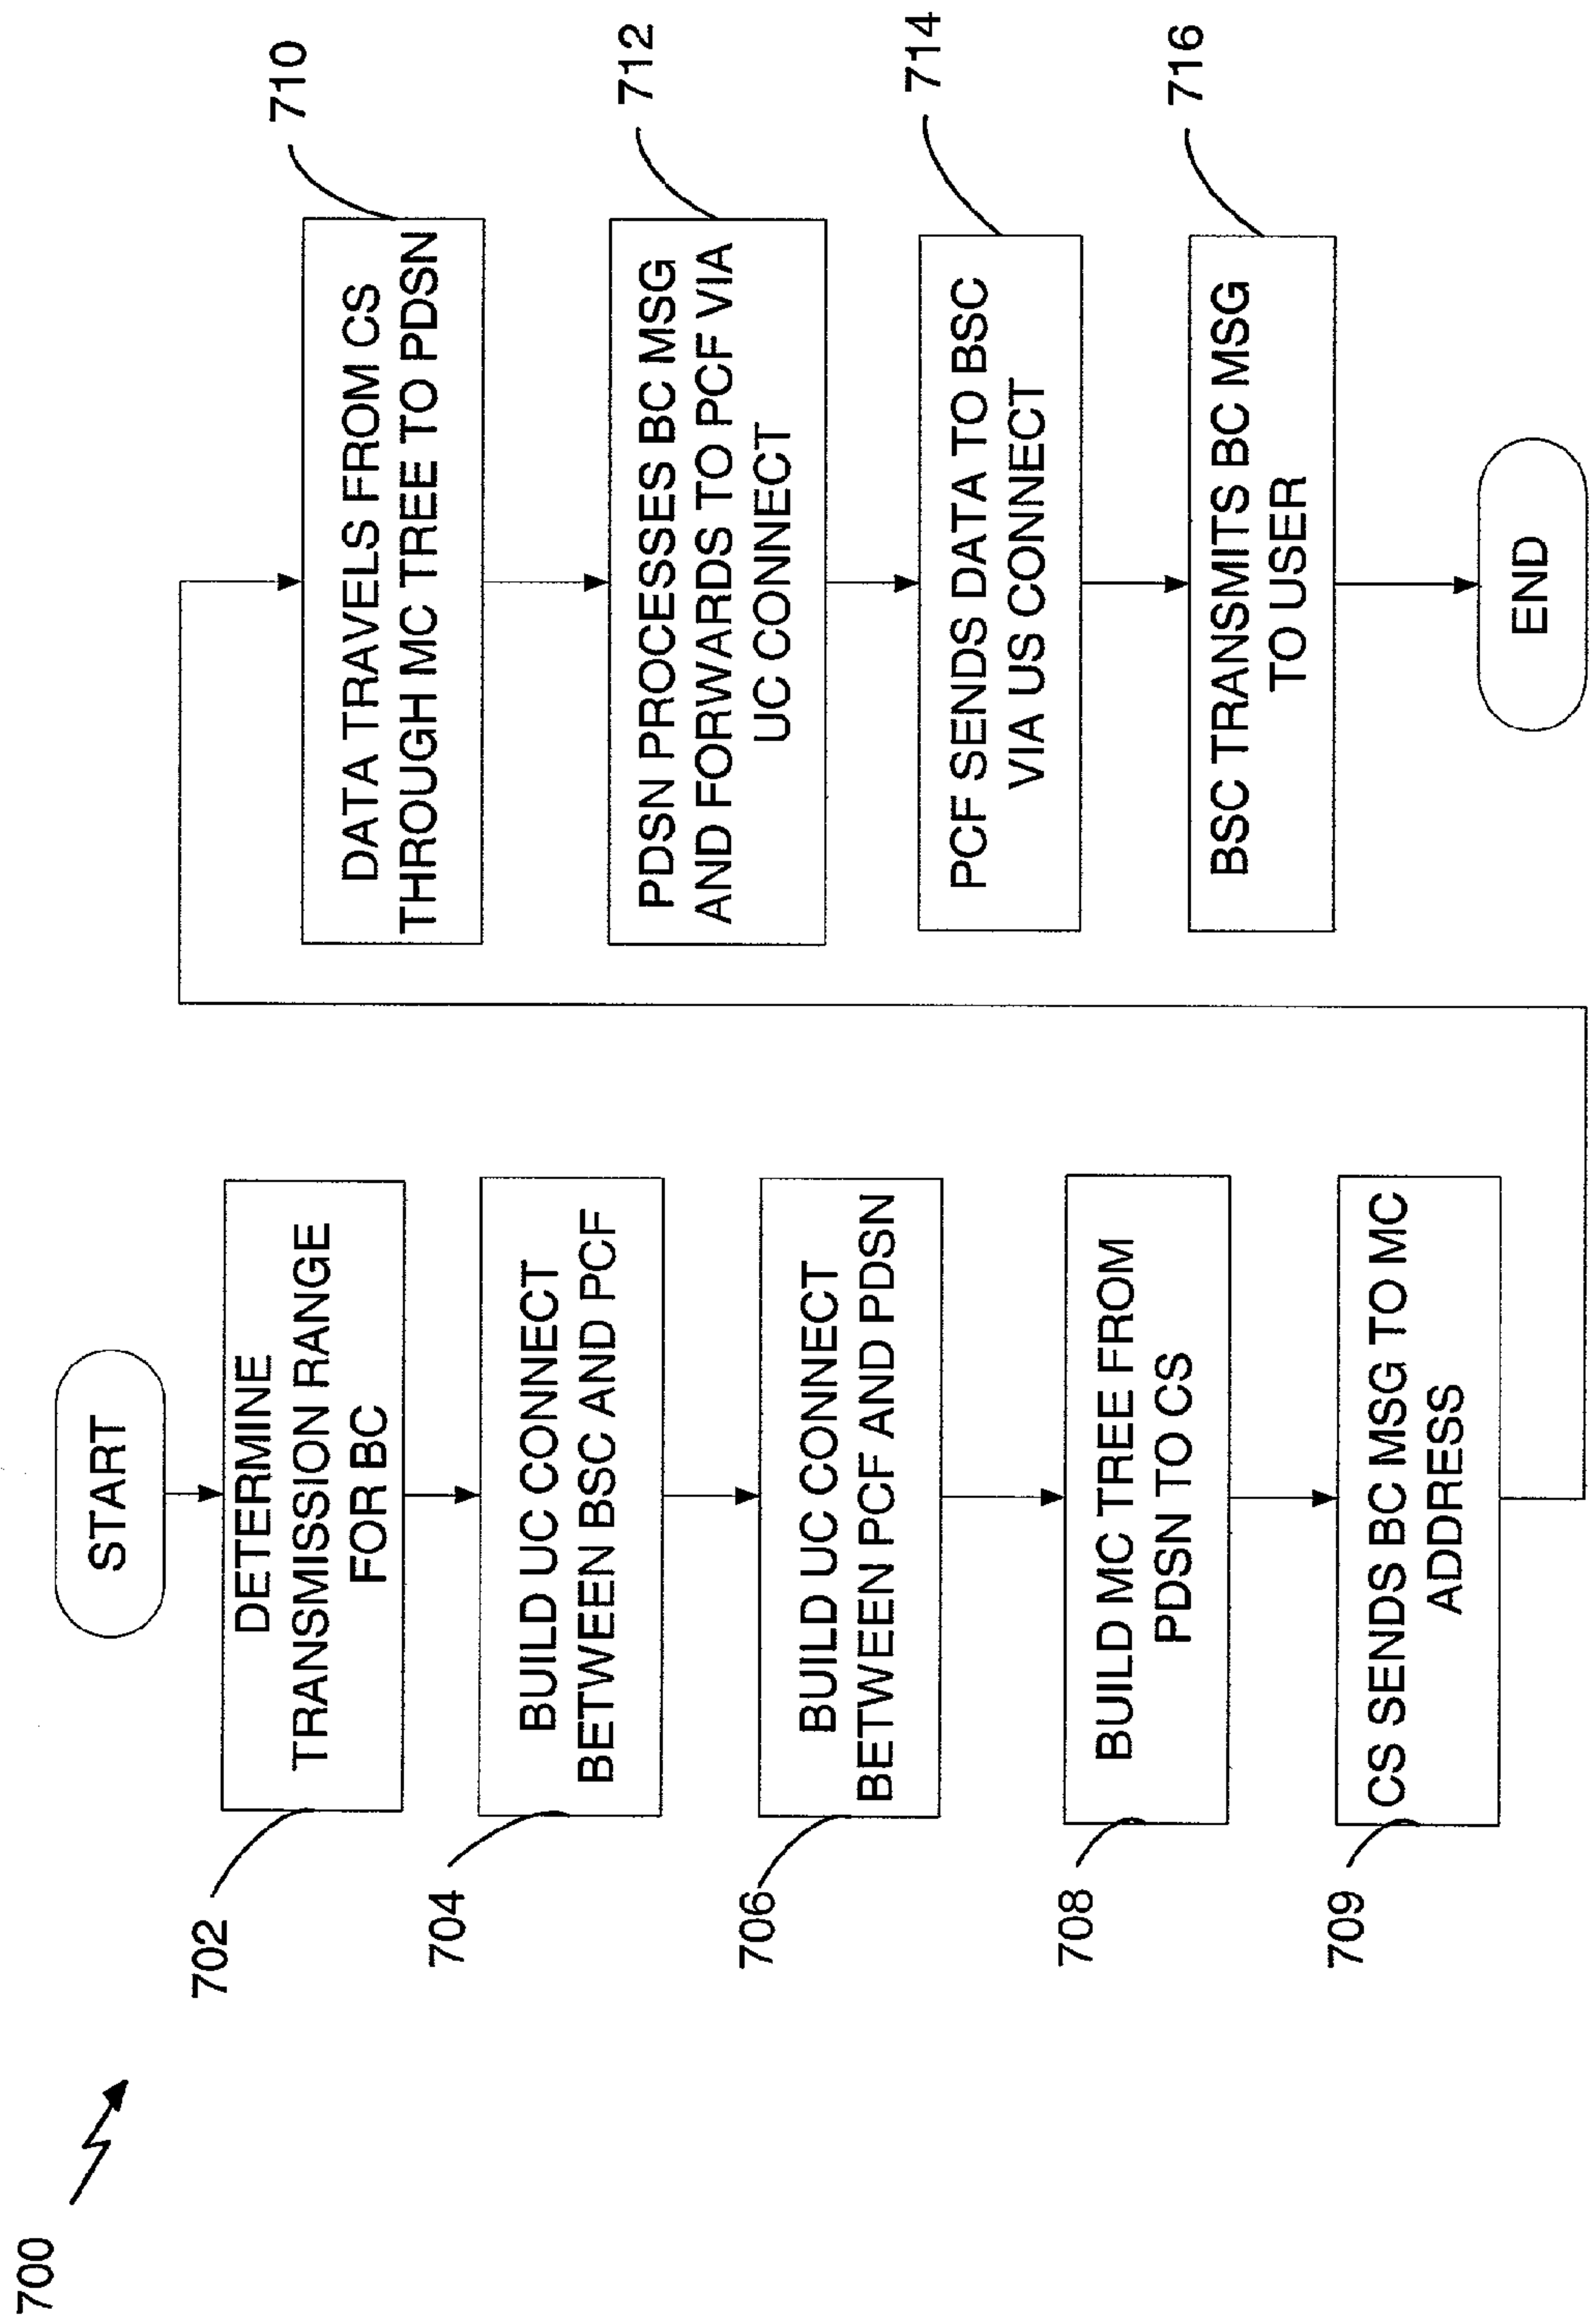 700
START
702
DETERMINE
TRANSMISSION RANGE
FOR BC
704
BUILD UC CONNECT
BETWEEN BSC AND PCF
706
BUILD UC CONNECT
BETWEEN PCF AND PDSN
708
BUILD MC TREE FROM
PDSN TO CS
709
CS SENDS BC MSG TO MC
ADDRESS
710
DATA TRAVELS FROM CS
THROUGH MC TREE TO PDSN
712
PDSN PROCESSES BC MSG
AND FORWARDS TO PCF VIA
UC CONNECT
714
PCF SENDS DATA TO BSC
VIA US CONNECT
716
BSC TRANSMITS BC MSG
TO USER
END